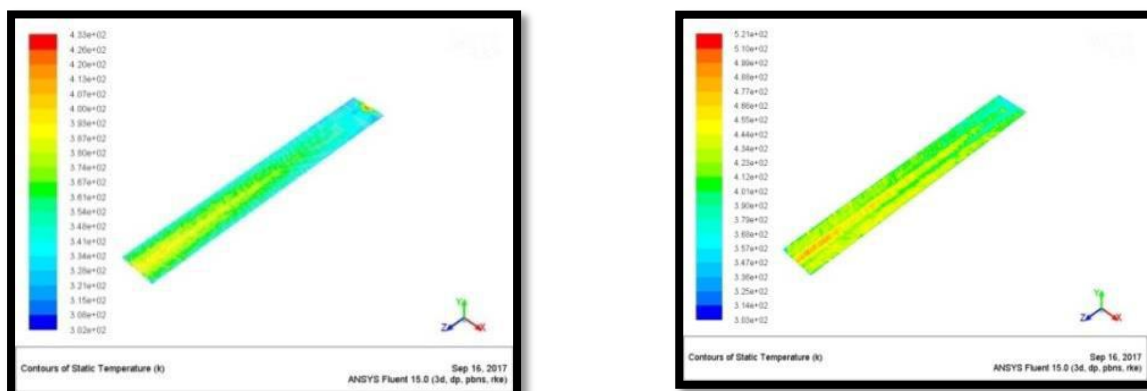 4.33e+02
4.26e+02
4.20e+02
4.13e+02
4.07e+02
4.00e+02
3.93e+02
3.87e+02
3.80e+02
3.74e+02
3.67e+02
3.61e+02
3.54e+02
3.48e+02
3.41e+02
3.34e+02
3.28e+02
3.21e+02
3.15e+02
3.08e+02
3.02e+02
Y
Z
X
Contours of Static Temperature (k)
Sep 16, 2017
ANSYS Fluent 15.0 (3d, dp, pbns, rke)
5.21e+02
5.10e+02
4.99e+02
4.88e+02
4.77e+02
4.66e+02
4.55e+02
4.44e+02
4.34e+02
4.23e+02
4.12e+02
4.01e+02
3.90e+02
3.79e+02
3.68e+02
3.57e+02
3.47e+02
3.36e+02
3.25e+02
3.14e+02
3.03e+02
Y
Z
X
Contours of Static Temperature (k)
Sep 16, 2017
ANSYS Fluent 15.0 (3d, dp, pbns, rke)